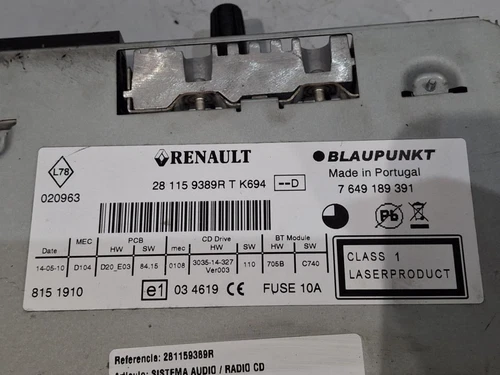 L78
RENAULT
BLAUPUNKT
28 115 9389R T K694 --D
Made in Portugal
020963
7 649 189 391
Pb
Date MEC PCB mec CD Drive BT Module
HW SW HW SW HW SW
14-05-10 D104 D20_E03 84,15 0108 3035-14-327 Ver003 110 705B C740
CLASS 1
LASERPRODUCT
815 1910 e1 03 4619 CE FUSE 10A
Referencia: 281159389R
Artículo: SISTEMA AUDIO / RADIO CD